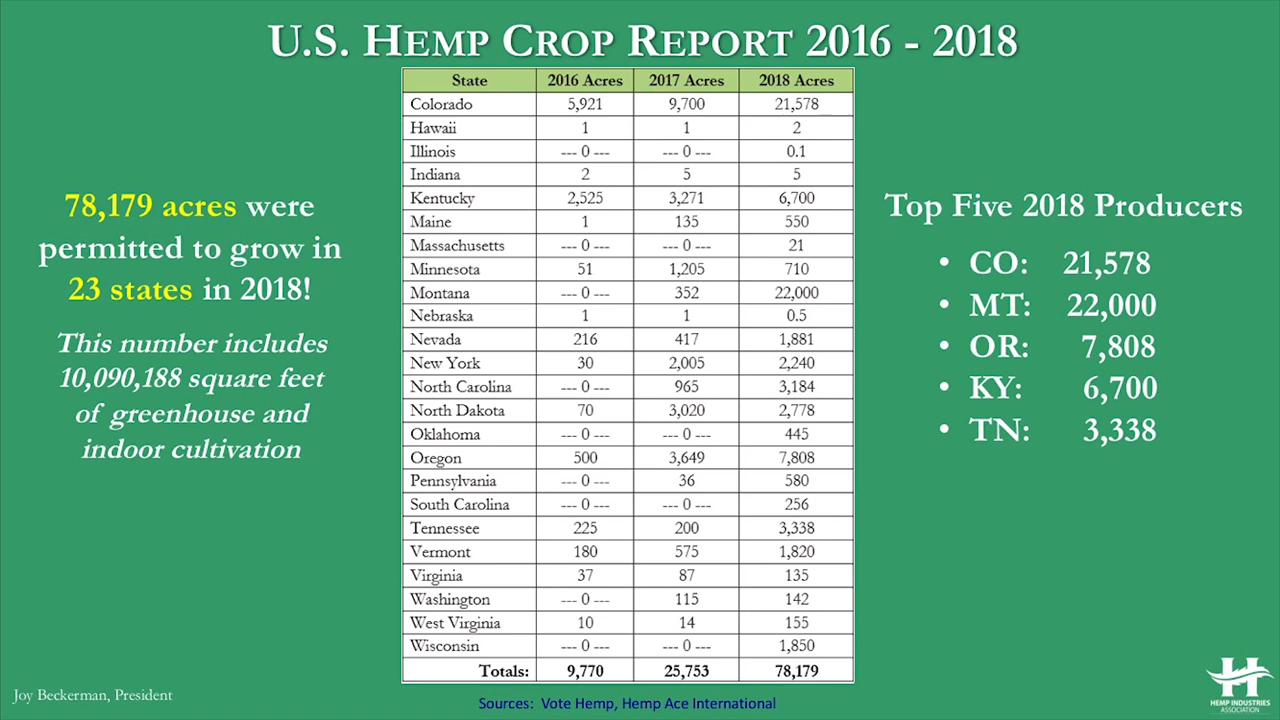 U.S. HEMP CROP REPORT 2016 - 2018
78,179 acres were
permitted to grow in
23 states in 2018!
This number includes
10,090,188 square feet
of greenhouse and
indoor cultivation
State 2016 Acres 2017 Acres 2018 Acres
Colorado 5,921 9,700 21,578
Hawaii 1 1 2
Illinois --- 0 --- --- 0 --- 0.1
Indiana 2 5 5
Kentucky 2,525 3,271 6,700
Maine 1 135 550
Massachusetts --- 0 --- --- 0 --- 21
Minnesota 51 1,205 710
Montana --- 0 --- 352 22,000
Nebraska 1 1 0.5
Nevada 216 417 1,881
New York 30 2,005 2,240
North Carolina --- 0 --- 965 3,184
North Dakota 70 3,020 2,778
Oklahoma --- 0 --- --- 0 --- 445
Oregon 500 3,649 7,808
Pennsylvania --- 0 --- 36 580
South Carolina --- 0 --- --- 0 --- 256
Tennessee 225 200 3,338
Vermont 180 575 1,820
Virginia 37 87 135
Washington --- 0 --- 115 142
West Virginia 10 14 155
Wisconsin --- 0 --- --- 0 --- 1,850
Totals: 9,770 25,753 78,179
Top Five 2018 Producers
• CO: 21,578
• MT: 22,000
• OR: 7,808
• KY: 6,700
• TN: 3,338
Joy Beckerman, President
Sources: Vote Hemp, Hemp Ace International
H
HEMP INDUSTRIES
ASSOCIATION